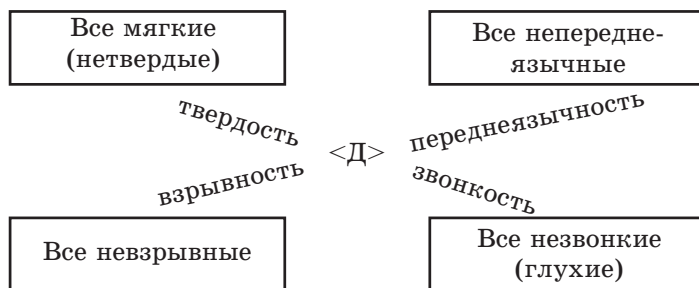 Все мягкие
(нетвердые)
Все непередне-
язычные
твердость
переднеязычность
<Д>
взрывность
звонкость
Все невзрывные
Все незвонкие
(глухие)